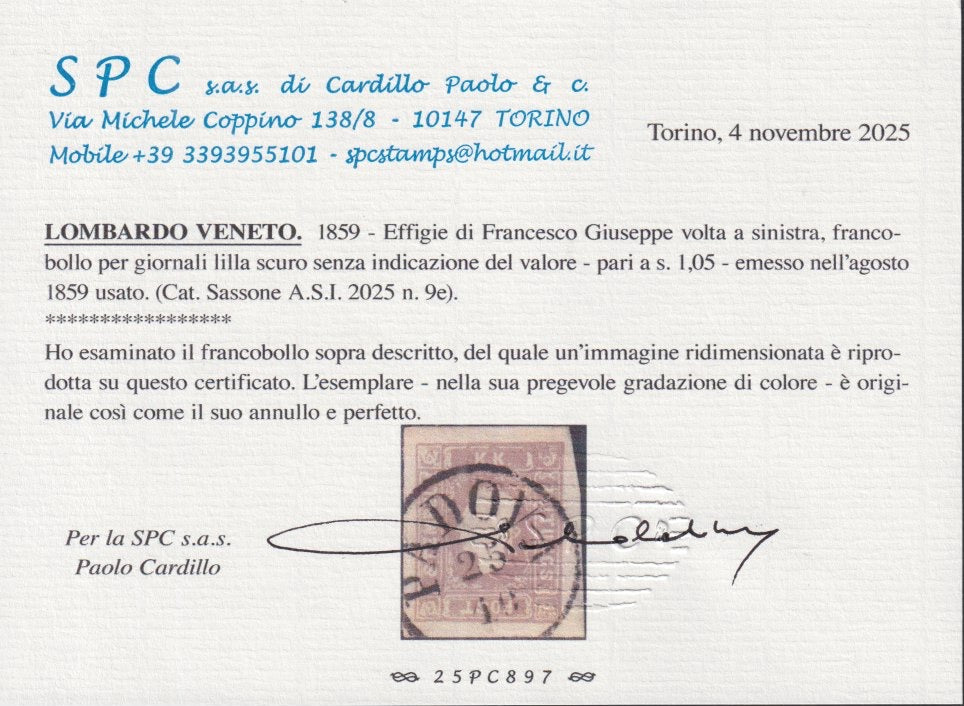 SPC s.a.s. di Cardillo Paolo & c.
Via Michele Coppino 138/8 - 10147 TORINO
Mobile +39 3393955101 - spcstamps@hotmail.it
Torino, 4 novembre 2025
LOMBARDO VENETO. 1859 - Effigie di Francesco Giuseppe volta a sinistra, franco-
bollo per giornali lilla scuro senza indicazione del valore - pari a s. 1,05 - emesso nell'agosto
1859 usato. (Cat. Sassone A.S.I. 2025 n. 9e).
*****************
Ho esaminato il francobollo sopra descritto, del quale un'immagine ridimensionata è ripro-
dotta su questo certificato. L'esemplare - nella sua pregevole gradazione di colore - è origi-
nale così come il suo annullo e perfetto.
KK
PADOVA
23
Per la SPC s.a.s.
Paolo Cardillo
25PC897